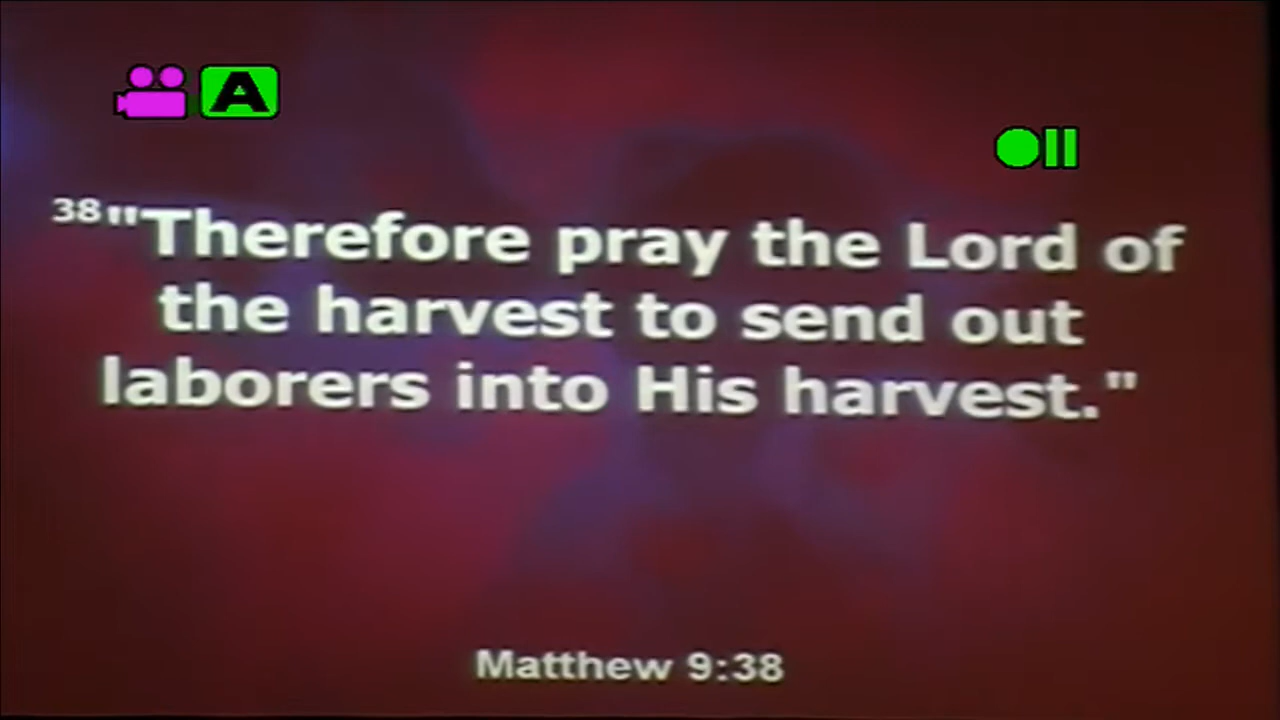 A
38"Therefore pray the Lord of
the harvest to send out
laborers into His harvest."
Matthew 9:38